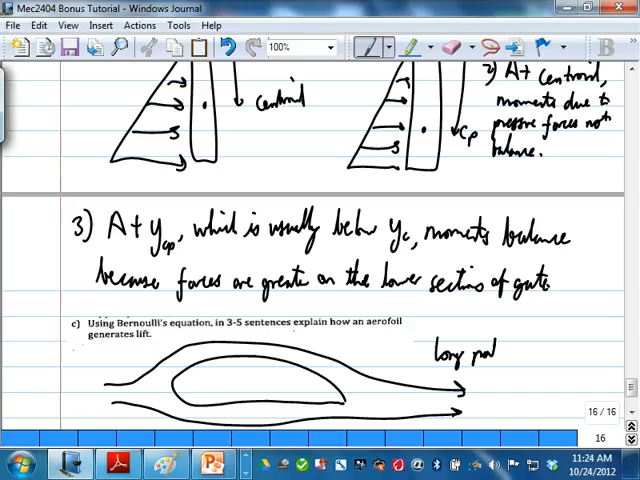 Mec2404 Bonus Tutorial - Windows Journal
File Edit View Insert Actions Tools Help
100%
B
centroid
2) At centroid,
moments due to
pressure forces not
balance.
Cp
3) At ycp, which is usually below yc, moments balance
because forces are greater on the lower section of gate
c) Using Bernoulli's equation, in 3-5 sentences explain how an aerofoil
generates lift.
long pat
16 / 16
16
11:24 AM
10/24/2012